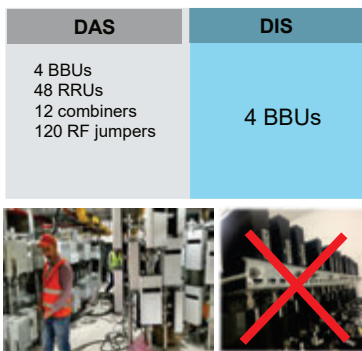 DAS
DIS
4 BBUs
48 RRUs
12 combiners
120 RF jumpers
4 BBUs